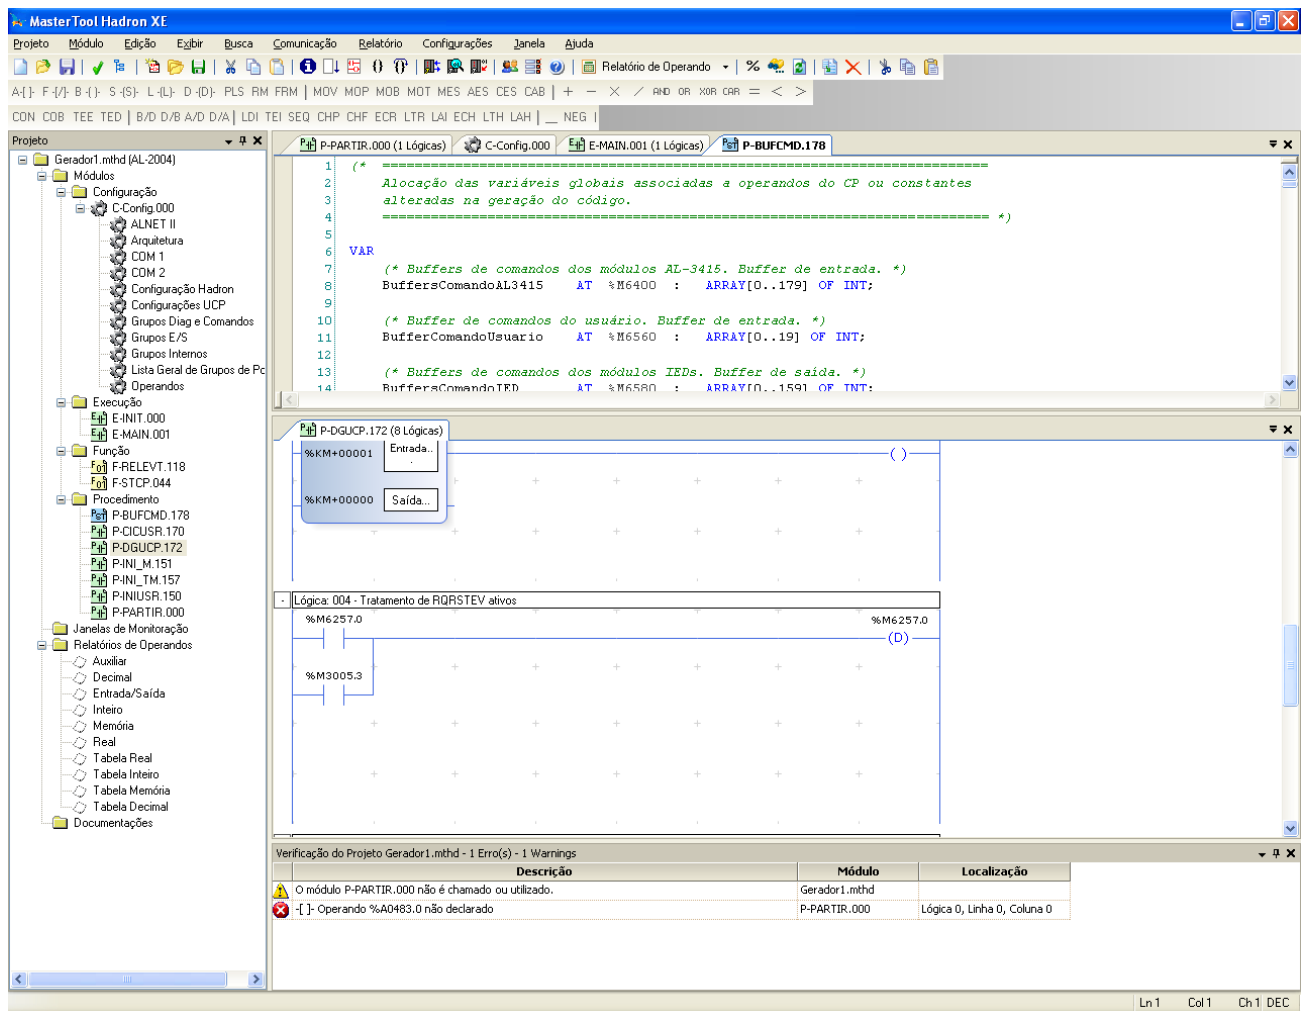 MasterTool Hadron XE
Projeto Módulo Edição Exibir Busca Comunicação Relatório Configurações Janela Ajuda
Relatório de Operando
A-[ ]- F-[/]- B-( )- S-(S)- L-(L)- D-(D)- PLS RM FRM MOV MOP MOB MOT MES AES CES CAB + − × / AND OR XOR CAR = < >
CON COB TEE TED B/D D/B A/D D/A LDI TEI SEQ CHP CHF ECR LTR LAI ECH LTH LAH __ NEG
Projeto
Gerador1.mthd (AL-2004)
Módulos
Configuração
C-Config.000
ALNET II
Arquitetura
COM 1
COM 2
Configuração Hadron
Configurações UCP
Grupos Diag e Comandos
Grupos E/S
Grupos Internos
Lista Geral de Grupos de Pc
Operandos
Execução
E-INIT.000
E-MAIN.001
Função
F-RELEVT.118
F-STCP.044
Procedimento
P-BUFCMD.178
P-CICUSR.170
P-DGUCP.172
P-INI_M.151
P-INI_TM.157
P-INIUSR.150
P-PARTIR.000
Janelas de Monitoração
Relatórios de Operandos
Auxiliar
Decimal
Entrada/Saída
Inteiro
Memória
Real
Tabela Real
Tabela Inteiro
Tabela Memória
Tabela Decimal
Documentações
P-PARTIR.000 (1 Lógicas) C-Config.000 E-MAIN.001 (1 Lógicas) P-BUFCMD.178
1 (* =====================================================================
2 Alocação das variáveis globais associadas a operandos do CP ou constantes
3 alteradas na geração do código.
4 ===================================================================== *)
5
6 VAR
7 (* Buffers de comandos dos módulos AL-3415. Buffer de entrada. *)
8 BuffersComandoAL3415 AT %M6400 : ARRAY[0..179] OF INT;
9
10 (* Buffer de comandos do usuário. Buffer de entrada. *)
11 BufferComandoUsuario AT %M6560 : ARRAY[0..19] OF INT;
12
13 (* Buffers de comandos dos módulos IEDs. Buffer de saída. *)
14 BuffersComandoIED AT %M6580 : ARRAY[0..159] OF INT;
P-DGUCP.172 (8 Lógicas)
%KM+00001 Entrada...
( )
%KM+00000 Saída...
- Lógica: 004 - Tratamento de RQRSTEV ativos
%M6257.0 %M6257.0
(D)
%M3005.3
Verificação do Projeto Gerador1.mthd - 1 Erro(s) - 1 Warnings
Descrição Módulo Localização
O módulo P-PARTIR.000 não é chamado ou utilizado. Gerador1.mthd
-[ ]- Operando %A0483.0 não declarado P-PARTIR.000 Lógica 0, Linha 0, Coluna 0
Ln 1 Col 1 Ch 1 DEC